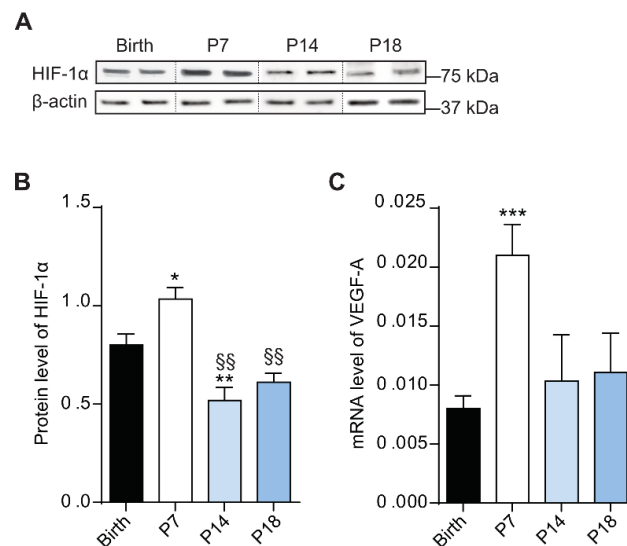 A
Birth P7 P14 P18
HIF-1α
75 kDa
β-actin
37 kDa
B
Protein level of HIF-1α
1.5
1.0
0.5
0.0
*
§§
**
§§
Birth P7 P14 P18
C
mRNA level of VEGF-A
0.025
0.020
0.015
0.010
0.005
0.000
***
Birth P7 P14 P18